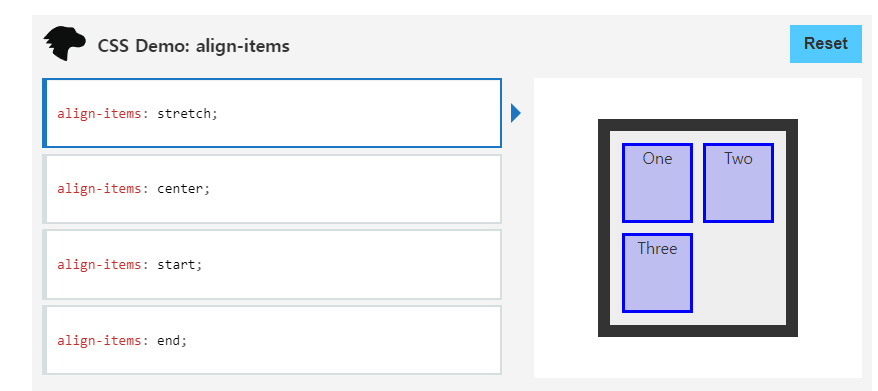 CSS Demo: align-items
Reset
align-items: stretch;
align-items: center;
align-items: start;
align-items: end;
One
Two
Three